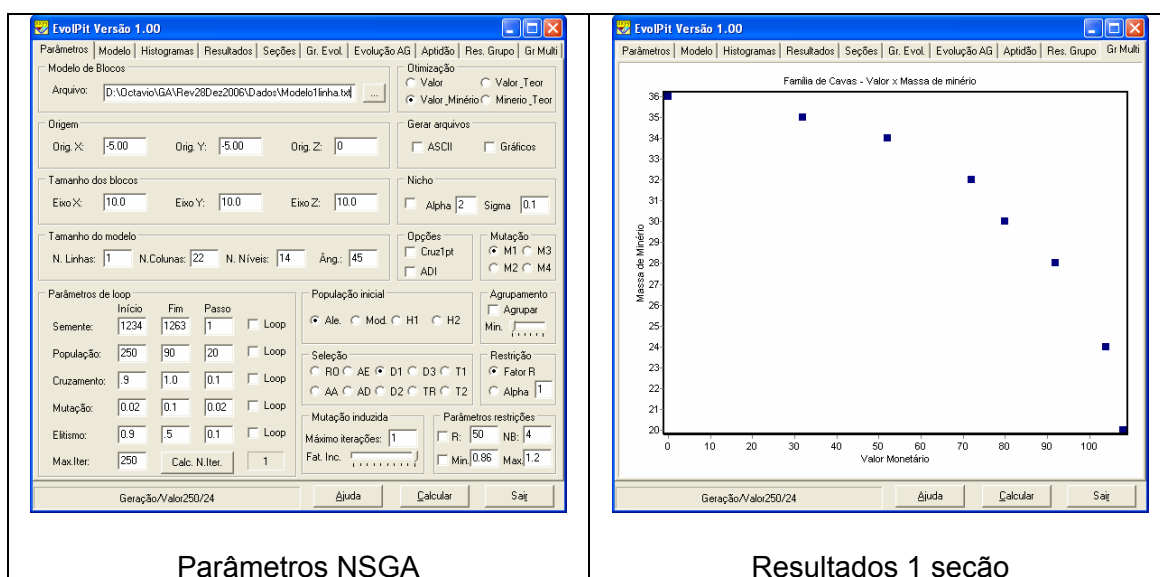 EvolPit Versão 1.00
Parâmetros Modelo Histogramas Resultados Seções Gr. Evol. Evolução AG Aptidão Res. Grupo Gr Multi
Modelo de Blocos
Arquivo: D:\Octavio\GA\Rev28Dez2006\Dados\Modelo1linha.txt ...
Otimização
Valor Valor_Teor
Valor_Minério Minerio_Teor
Origem
Orig. X: -5.00 Orig. Y: -5.00 Orig. Z: 0
Gerar arquivos
ASCII Gráficos
Tamanho dos blocos
Eixo X: 10.0 Eixo Y: 10.0 Eixo Z: 10.0
Nicho
Alpha 2 Sigma 0.1
Tamanho do modelo
N. Linhas: 1 N.Colunas: 22 N. Níveis: 14 Âng.: 45
Opções
Cruz1pt
ADI
Mutação
M1 M3
M2 M4
Parâmetros de loop
Início Fim Passo
Semente: 1234 1263 1 Loop
População: 250 90 20 Loop
Cruzamento: .9 1.0 0.1 Loop
Mutação: 0.02 0.1 0.02 Loop
Elitismo: 0.9 .5 0.1 Loop
Max.Iter: 250 Calc. N.Iter. 1
População inicial
Ale. Mod. H1 H2
Agrupamento
Agrupar
Min.
Seleção
RO AE D1 D3 T1
AA AD D2 TR T2
Restrição
Fator R
Alpha 1
Mutação induzida
Máximo iterações: 1
Fat. Inc.
Parâmetros restrições
R: 50 NB: 4
Min. 0.86 Max. 1.2
Geração/Valor250/24 Ajuda Calcular Sair
Parâmetros NSGA
EvolPit Versão 1.00
Parâmetros Modelo Histogramas Resultados Seções Gr. Evol. Evolução AG Aptidão Res. Grupo Gr Multi
Família de Cavas - Valor x Massa de minério
Massa de Minério
36
35
34
33
32
31
30
29
28
27
26
25
24
23
22
21
20
0 10 20 30 40 50 60 70 80 90 100
Valor Monetário
Geração/Valor250/24 Ajuda Calcular Sair
Resultados 1 seção